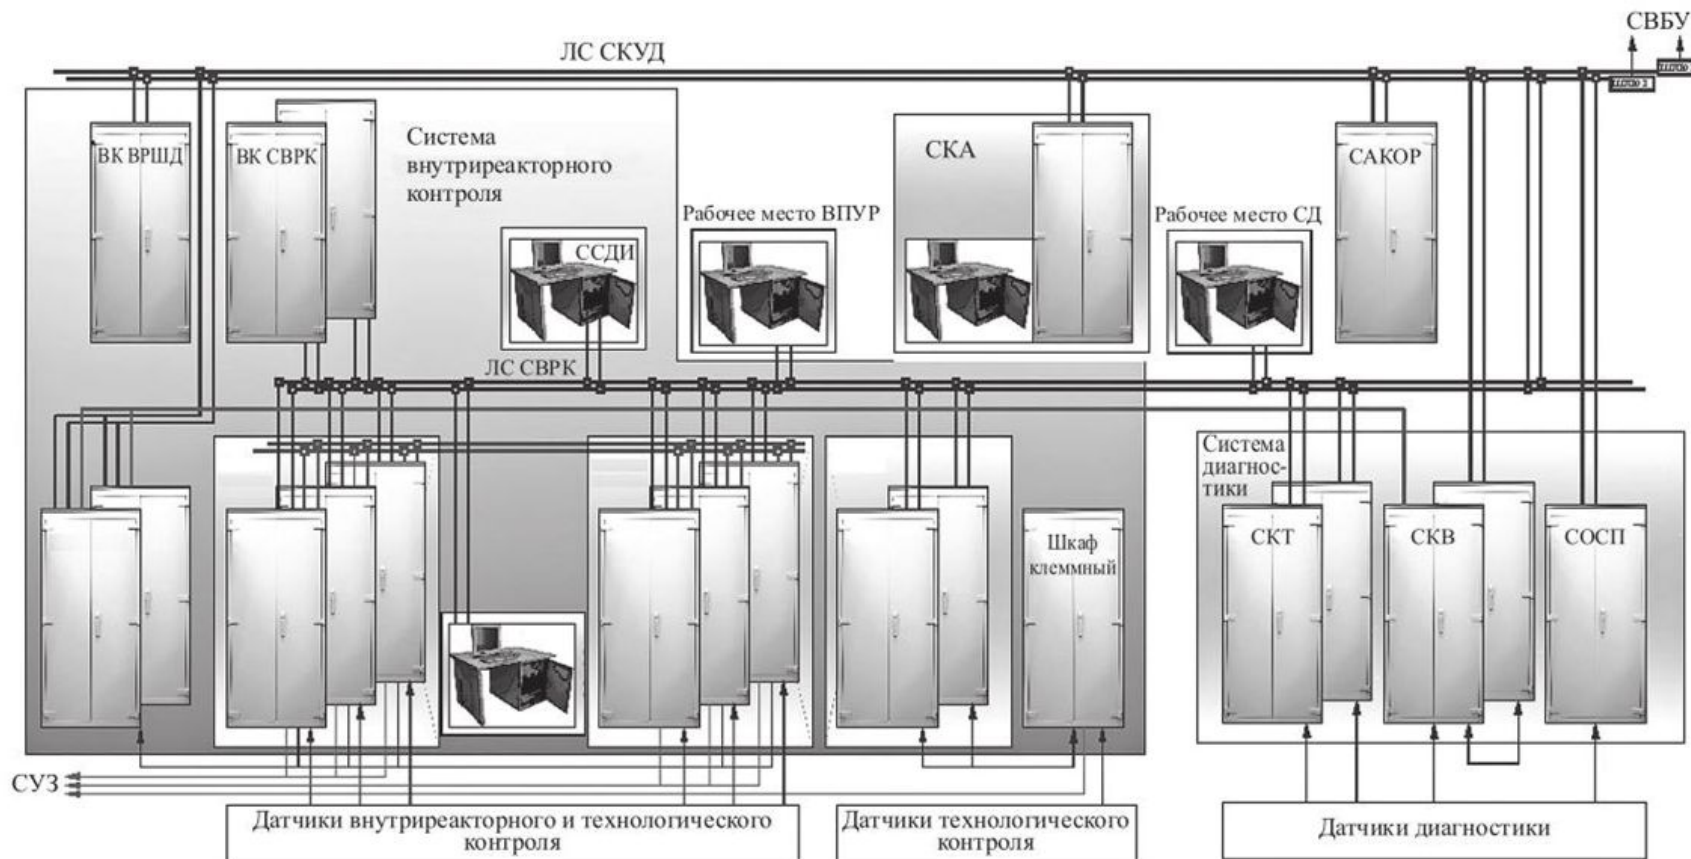 СВБУ
ЛС СКУД
ВК ВРШД
ВК СВРК
Система
внутриреакторного
контроля
СКА
САКОР
Рабочее место ВПУР
Рабочее место СД
ССДИ
ЛС СВРК
Система
диагнос-
тики
Шкаф
клеммный
СКТ
СКВ
СОСП
СУЗ
Датчики внутриреакторного и технологического
контроля
Датчики технологического
контроля
Датчики диагностики